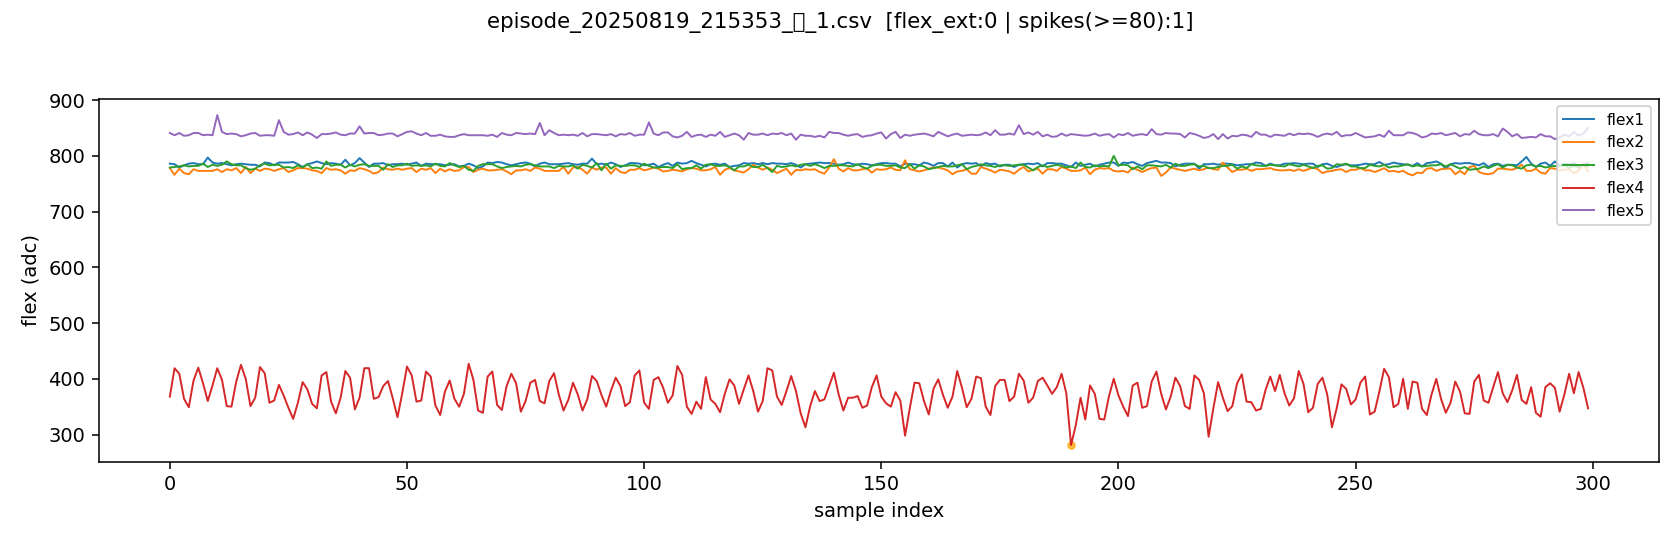 episode_20250819_215353_▯_1.csv  [flex_ext:0 | spikes(>=80):1]
900
800
700
600
500
400
300
flex (adc)
flex1
flex2
flex3
flex4
flex5
0
50
100
150
200
250
300
sample index